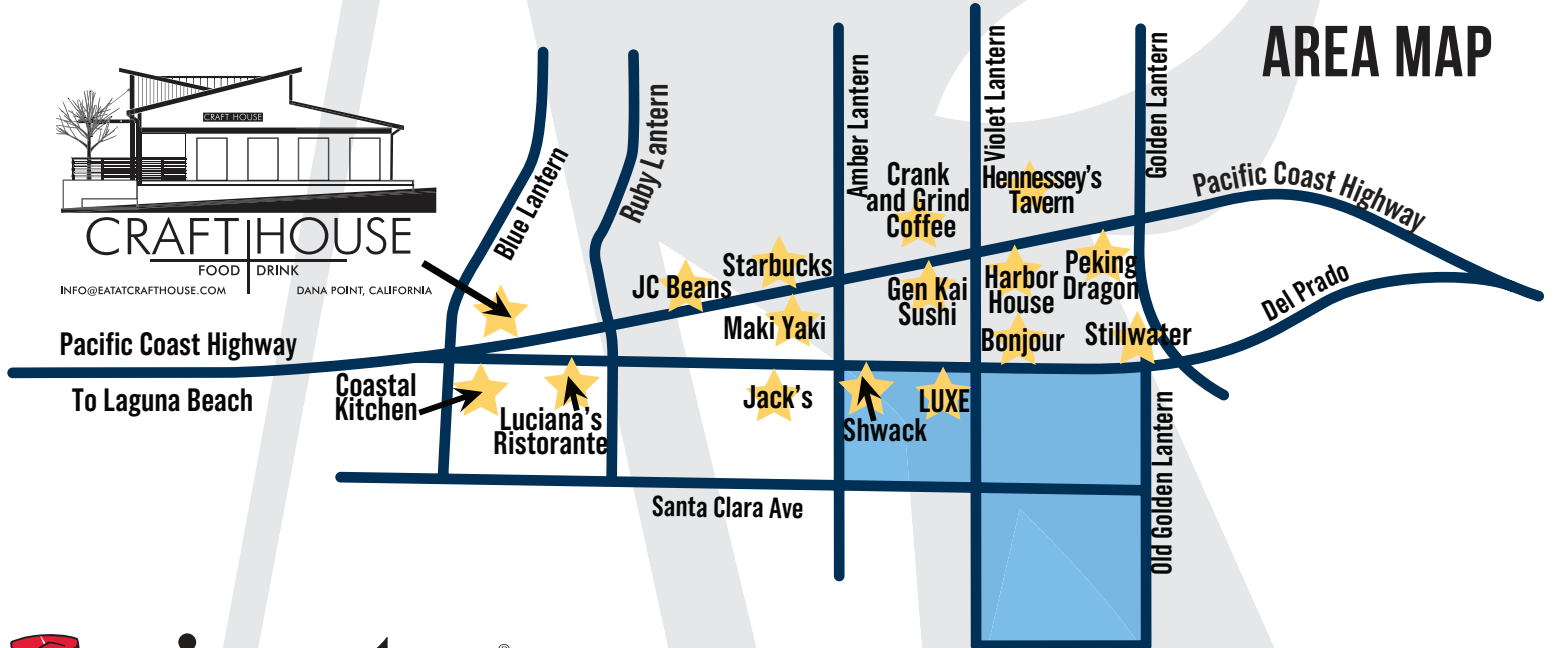 AREA MAP
CRAFT HOUSE
CRAFT HOUSE
FOOD DRINK
INFO@EATATCRAFTHOUSE.COM
DANA POINT, CALIFORNIA
Blue Lantern
Ruby Lantern
Amber Lantern
Violet Lantern
Golden Lantern
Pacific Coast Highway
Del Prado
Crank
and Grind
Coffee
Hennessey's
Tavern
Starbucks
JC Beans
Maki Yaki
Gen Kai
Sushi
Harbor
House
Peking
Dragon
Bonjour
Stillwater
Pacific Coast Highway
To Laguna Beach
Coastal
Kitchen
Luciana's
Ristorante
Jack's
Shwack
LUXE
Santa Clara Ave
Old Golden Lantern
®